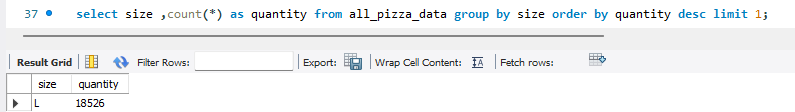 37 select size ,count(*) as quantity from all_pizza_data group by size order by quantity desc limit 1;
Result Grid Filter Rows: Export: Wrap Cell Content: IA Fetch rows:
size quantity
L 18526